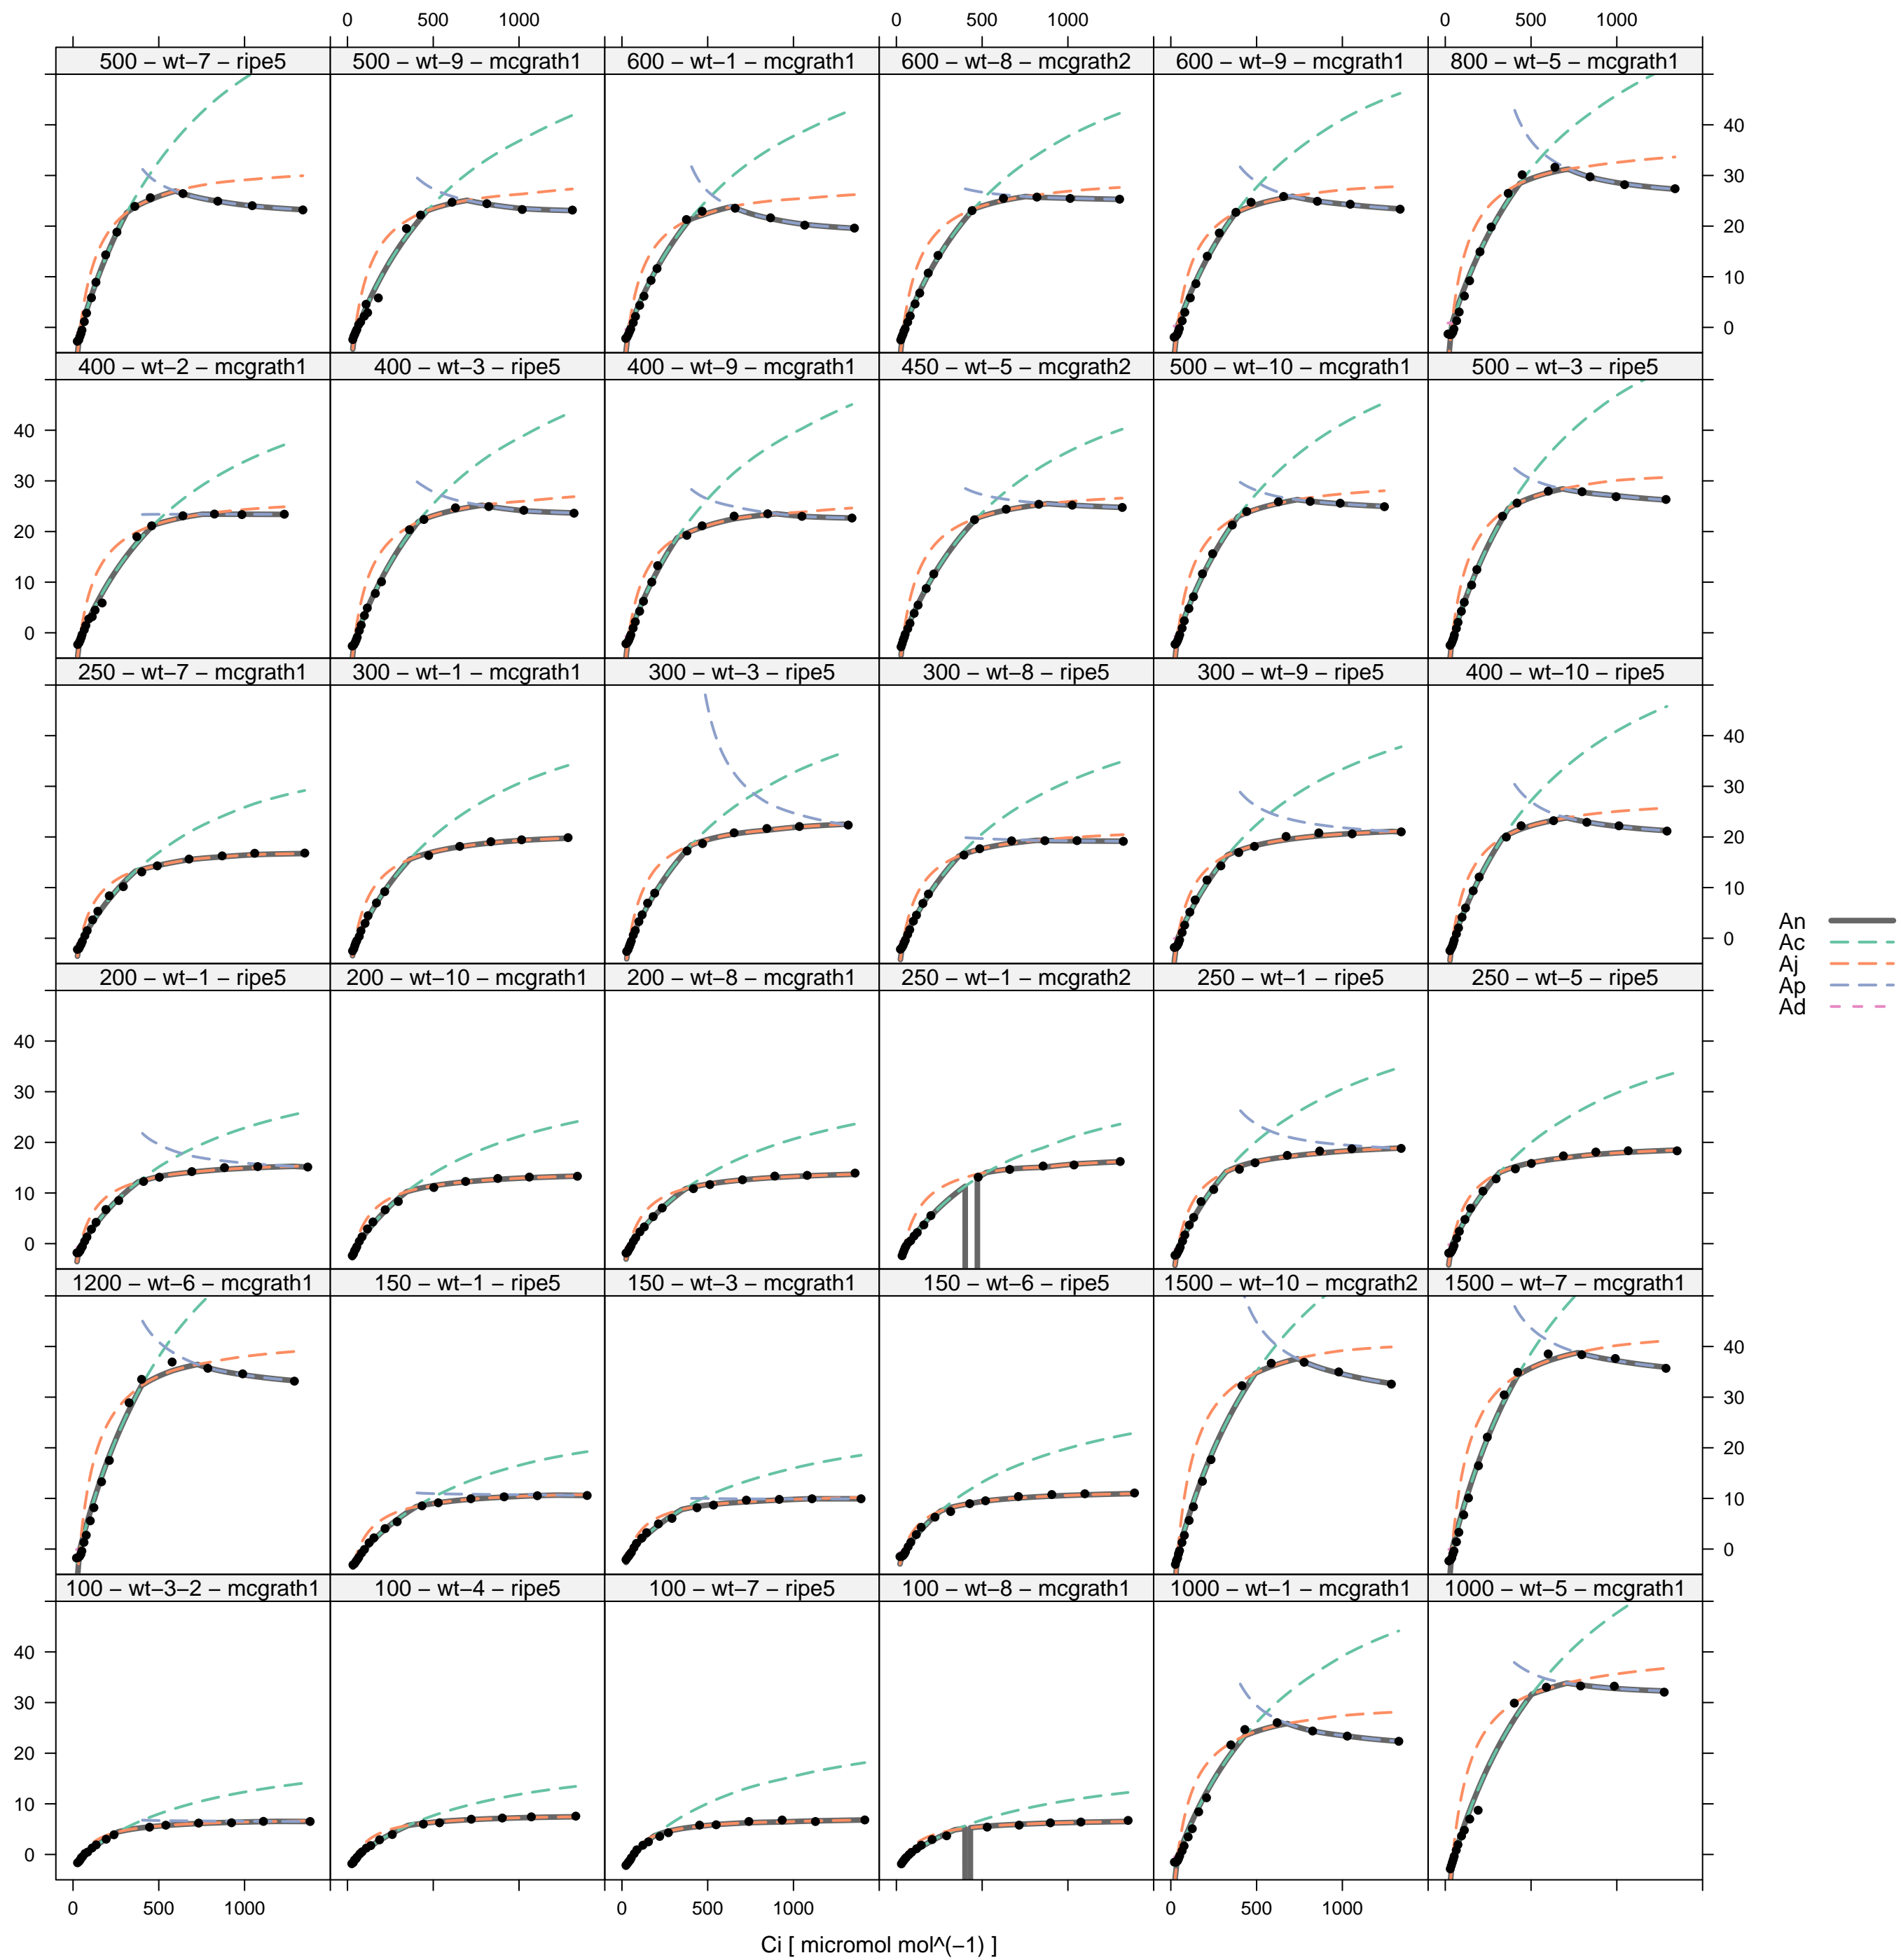 0 500 1000 0 500 1000 0 500 1000
500 − wt−7 − ripe5 500 − wt−9 − mcgrath1 600 − wt−1 − mcgrath1 600 − wt−8 − mcgrath2 600 − wt−9 − mcgrath1 800 − wt−5 − mcgrath1
40
30
20
10
0
400 − wt−2 − mcgrath1 400 − wt−3 − ripe5 400 − wt−9 − mcgrath1 450 − wt−5 − mcgrath2 500 − wt−10 − mcgrath1 500 − wt−3 − ripe5
40
30
20
10
0
250 − wt−7 − mcgrath1 300 − wt−1 − mcgrath1 300 − wt−3 − ripe5 300 − wt−8 − ripe5 300 − wt−9 − ripe5 400 − wt−10 − ripe5
40
30
20
10
0
An
Ac
Aj
Ap
Ad
200 − wt−1 − ripe5 200 − wt−10 − mcgrath1 200 − wt−8 − mcgrath1 250 − wt−1 − mcgrath2 250 − wt−1 − ripe5 250 − wt−5 − ripe5
40
30
20
10
0
1200 − wt−6 − mcgrath1 150 − wt−1 − ripe5 150 − wt−3 − mcgrath1 150 − wt−6 − ripe5 1500 − wt−10 − mcgrath2 1500 − wt−7 − mcgrath1
40
30
20
10
0
100 − wt−3−2 − mcgrath1 100 − wt−4 − ripe5 100 − wt−7 − ripe5 100 − wt−8 − mcgrath1 1000 − wt−1 − mcgrath1 1000 − wt−5 − mcgrath1
40
30
20
10
0
0 500 1000 0 500 1000 0 500 1000
Ci [ micromol mol^(−1) ]